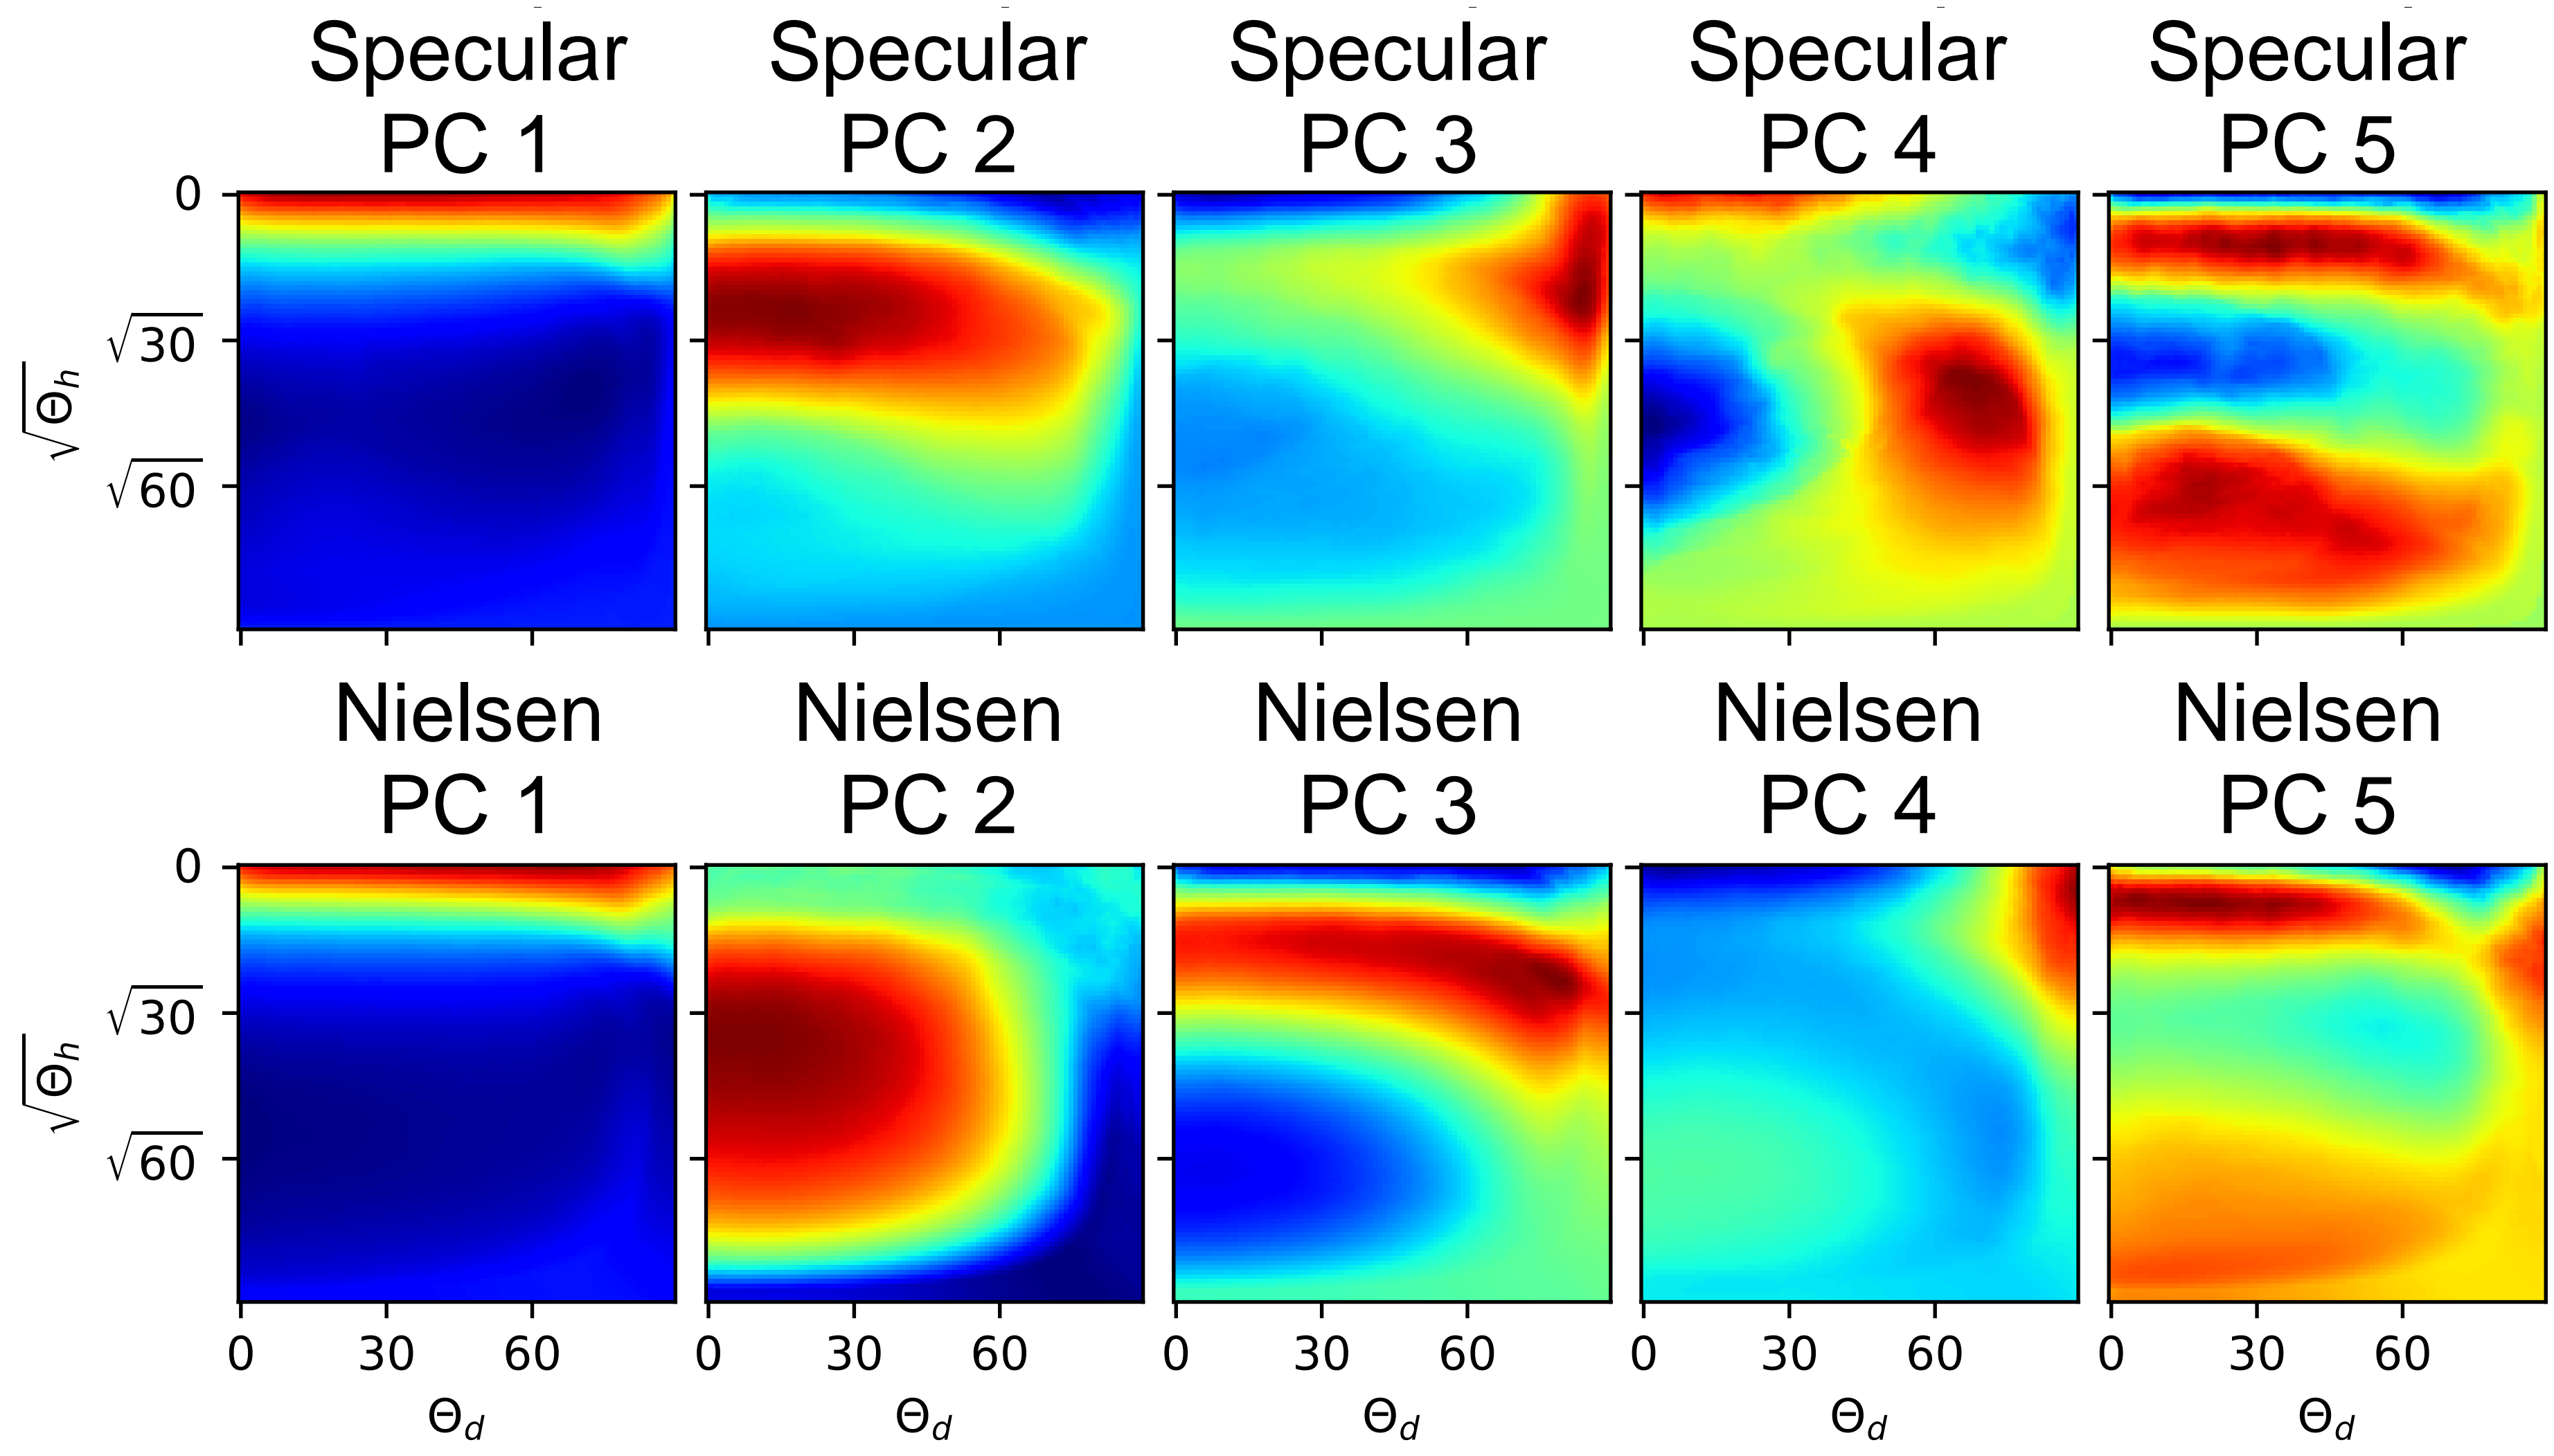 Specular Specular Specular Specular Specular
PC 1 PC 2 PC 3 PC 4 PC 5
0
√30
√Θh
√60
Nielsen Nielsen Nielsen Nielsen Nielsen
PC 1 PC 2 PC 3 PC 4 PC 5
0
√30
√Θh
√60
0 30 60 0 30 60 0 30 60 0 30 60 0 30 60
Θd Θd Θd Θd Θd